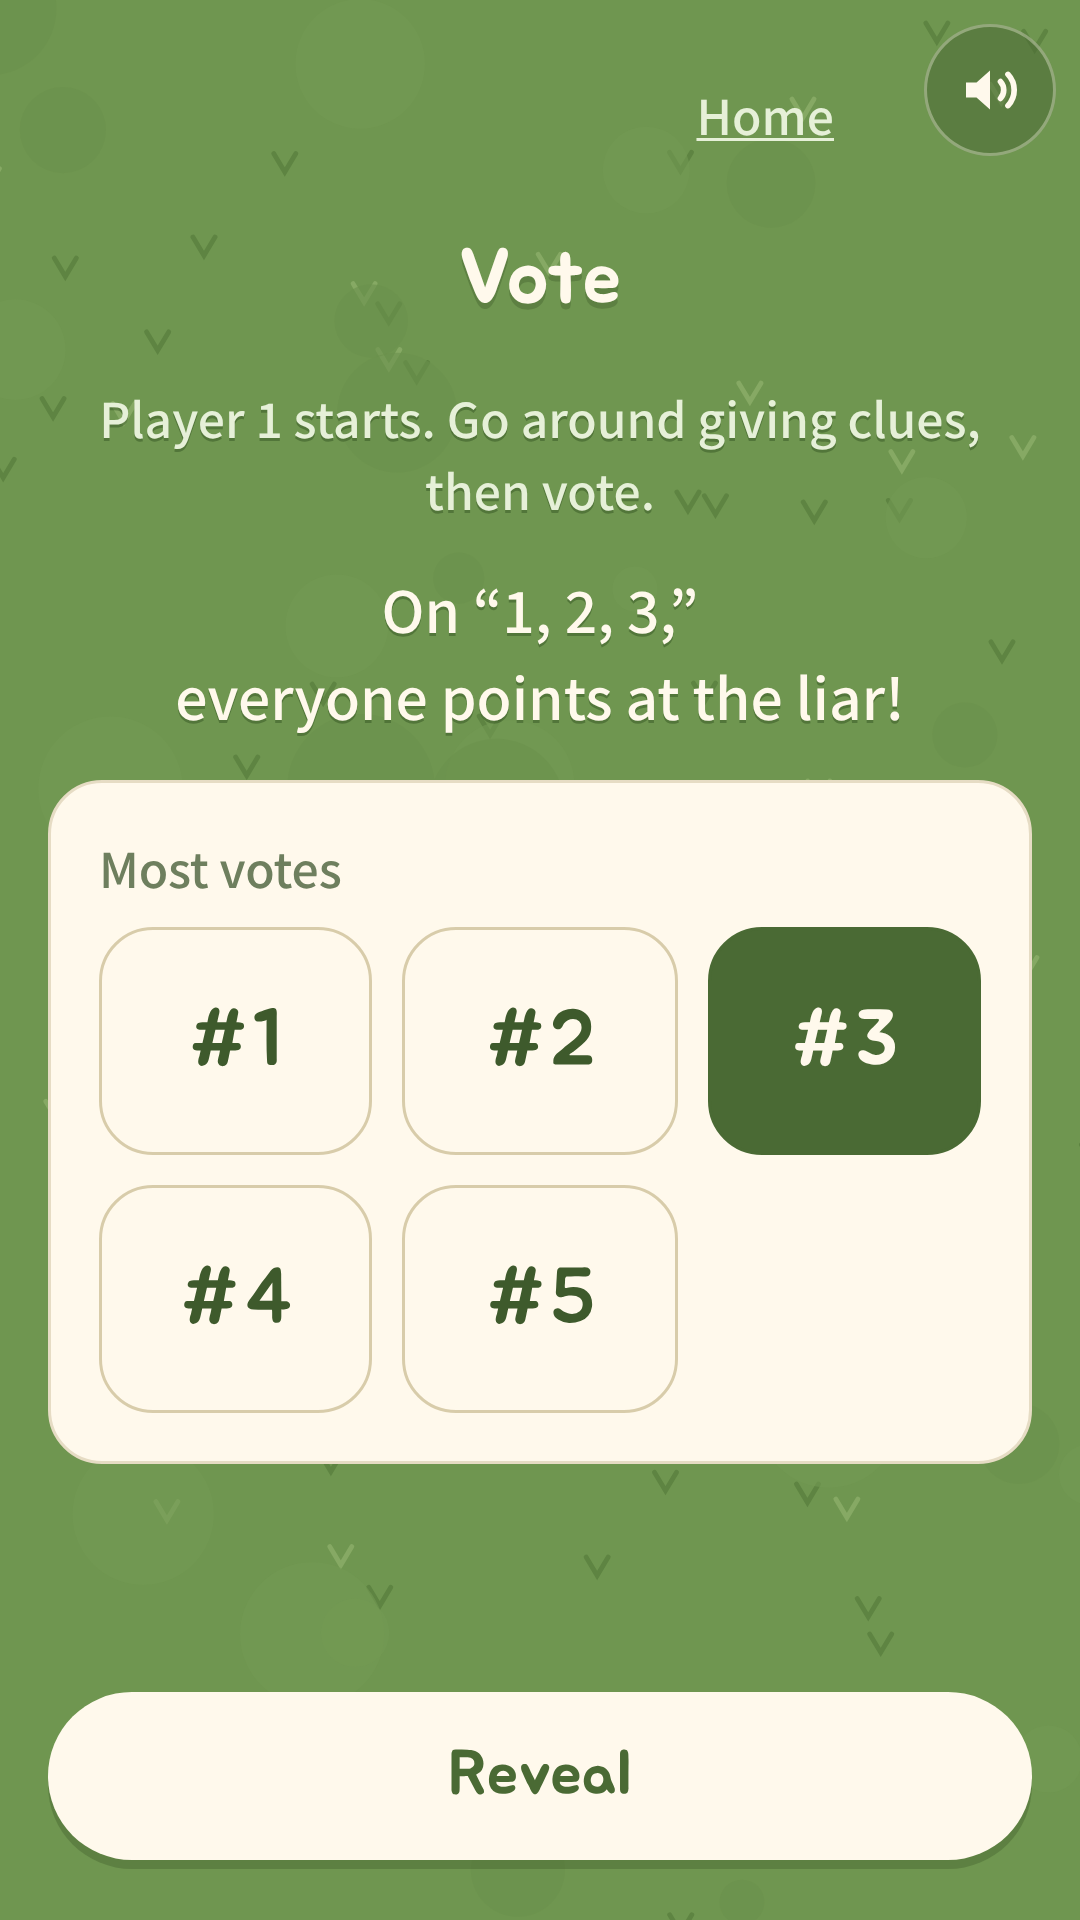 Home
Vote
Player 1 starts. Go around giving clues,
then vote.
On “1, 2, 3,”
everyone points at the liar!
Most votes
#1
#2
#3
#4
#5
Reveal